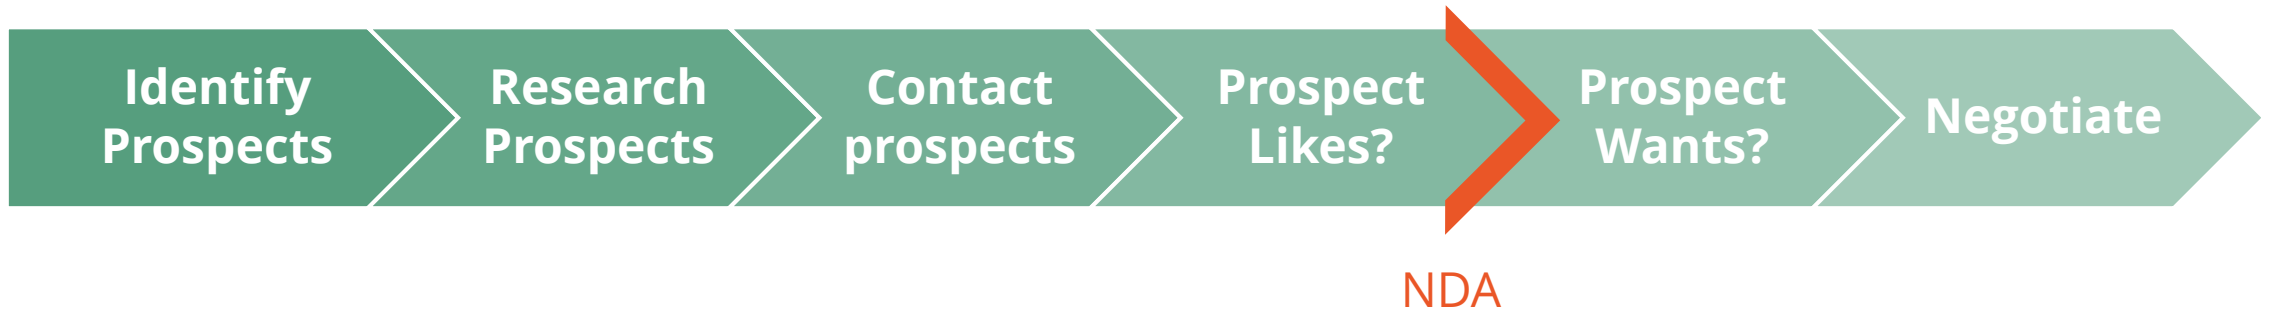 Identify
Prospects
Research
Prospects
Contact
prospects
Prospect
Likes?
Prospect
Wants?
Negotiate
NDA